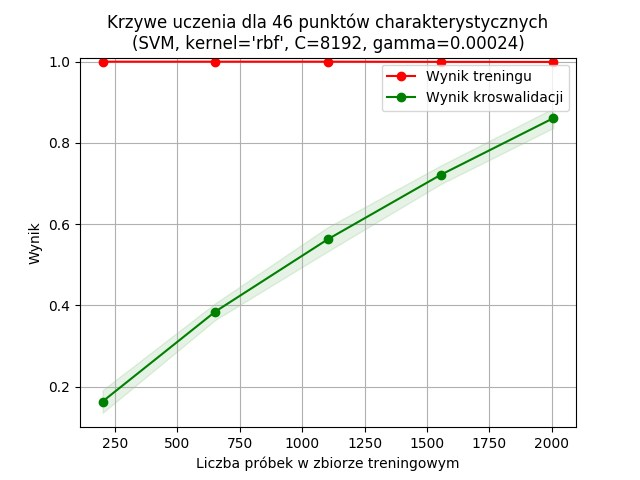 Krzywe uczenia dla 46 punktów charakterystycznych
(SVM, kernel='rbf', C=8192, gamma=0.00024)
1.0
0.8
0.6
0.4
0.2
Wynik
Wynik treningu
Wynik kroswalidacji
250 500 750 1000 1250 1500 1750 2000
Liczba próbek w zbiorze treningowym